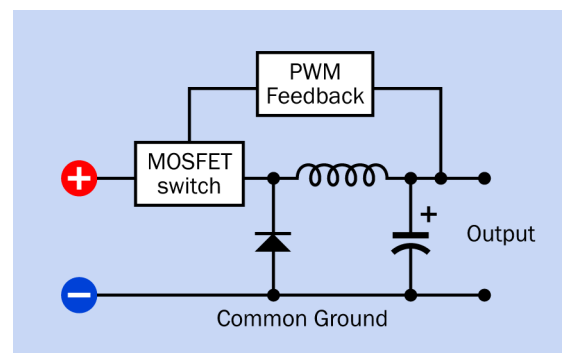 PWM
Feedback
MOSFET
switch
+
+
Output
−
Common Ground